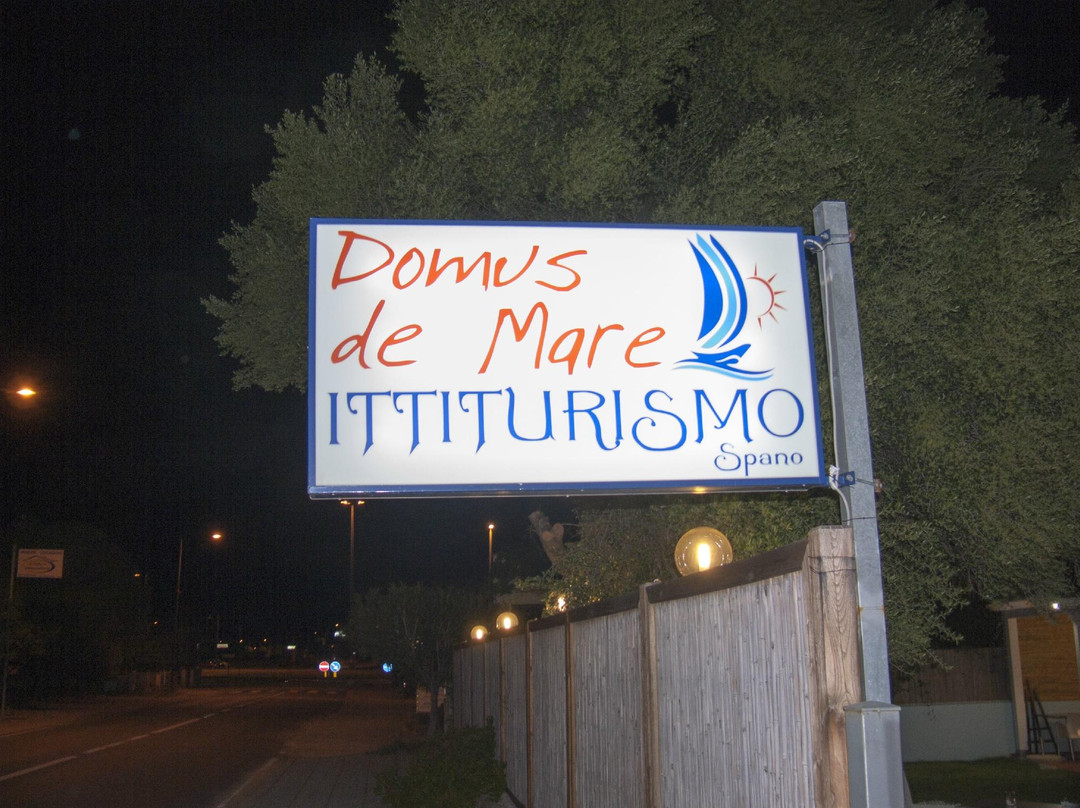 Domus
de Mare
ITTITURISMO
Spano